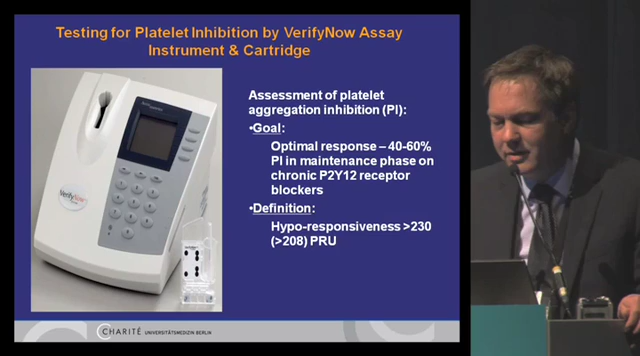 Testing for Platelet Inhibition by VerifyNow Assay
Instrument & Cartridge
Assessment of platelet
aggregation inhibition (PI):
•Goal:
Optimal response – 40-60%
PI in maintenance phase on
chronic P2Y12 receptor
blockers
•Definition:
Hypo-responsiveness >230
(>208) PRU
VerifyNow
CHARITÉ UNIVERSITÄTSMEDIZIN BERLIN